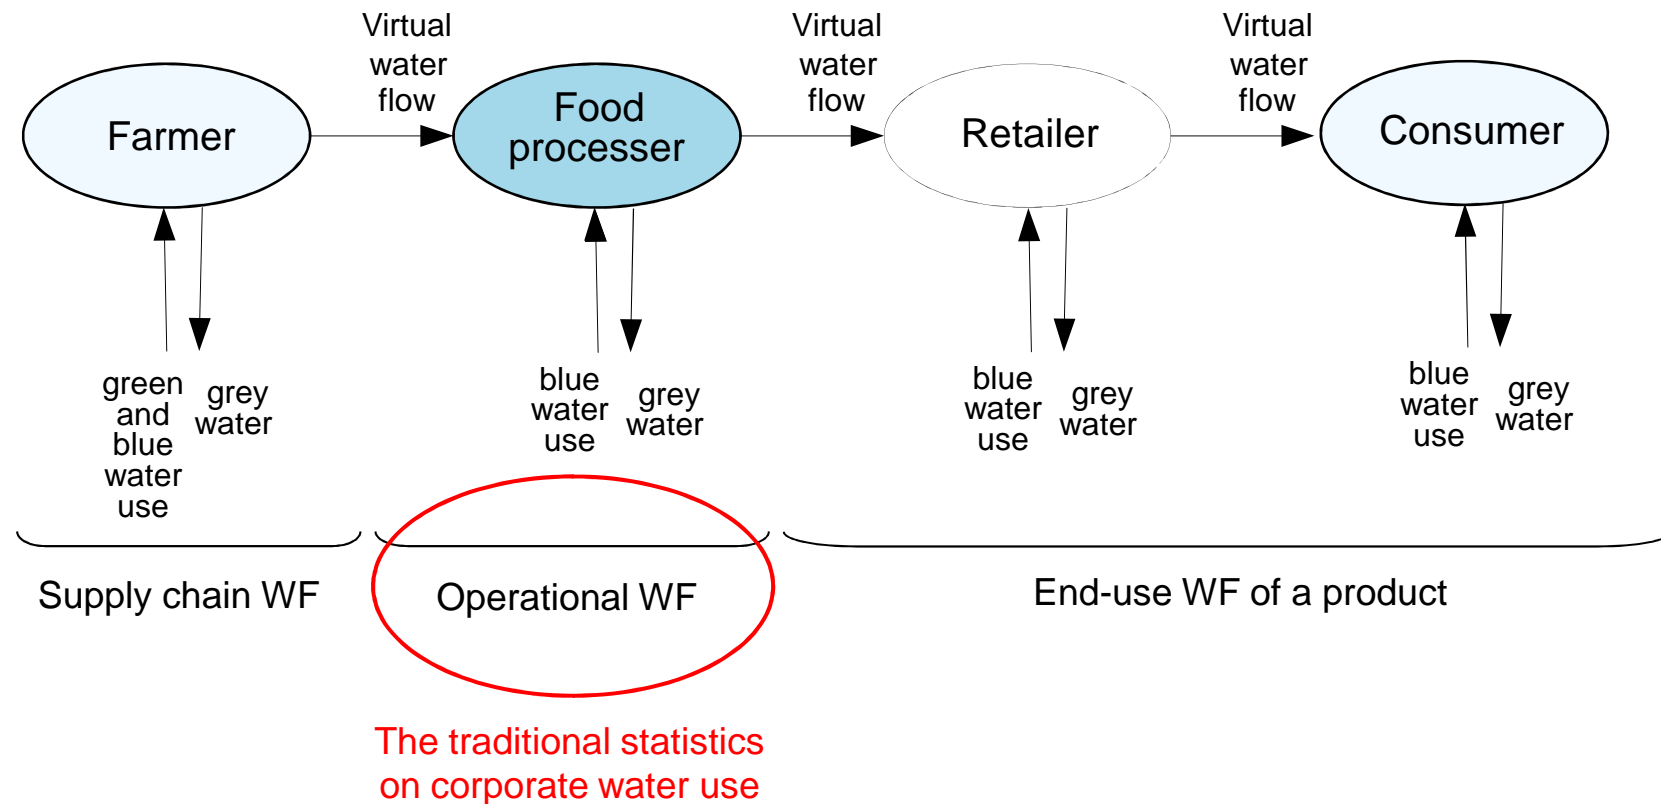 Virtual
water
flow
Virtual
water
flow
Virtual
water
flow
Farmer
Food
processer
Retailer
Consumer
green
and
blue
water
use
grey
water
blue
water
use
grey
water
blue
water
use
grey
water
blue
water
use
grey
water
Supply chain WF
Operational WF
End-use WF of a product
The traditional statistics
on corporate water use